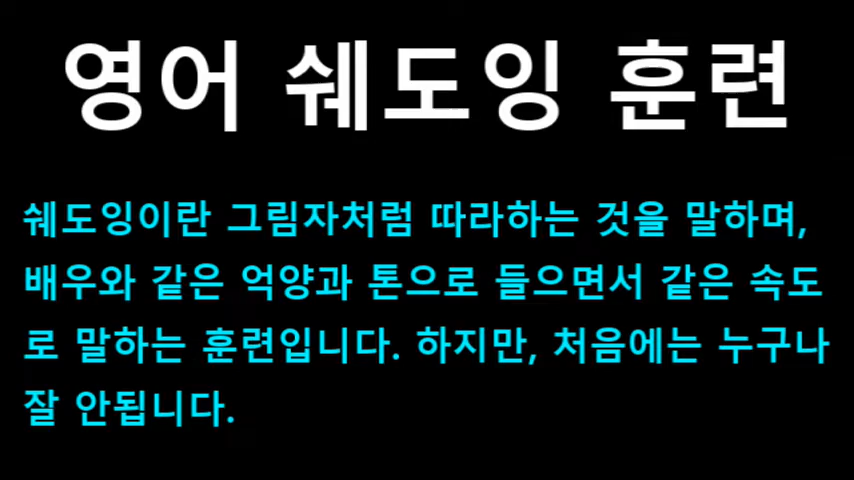 영어 쉐도잉 훈련
쉐도잉이란 그림자처럼 따라하는 것을 말하며,
배우와 같은 억양과 톤으로 들으면서 같은 속도
로 말하는 훈련입니다. 하지만, 처음에는 누구나
잘 안됩니다.